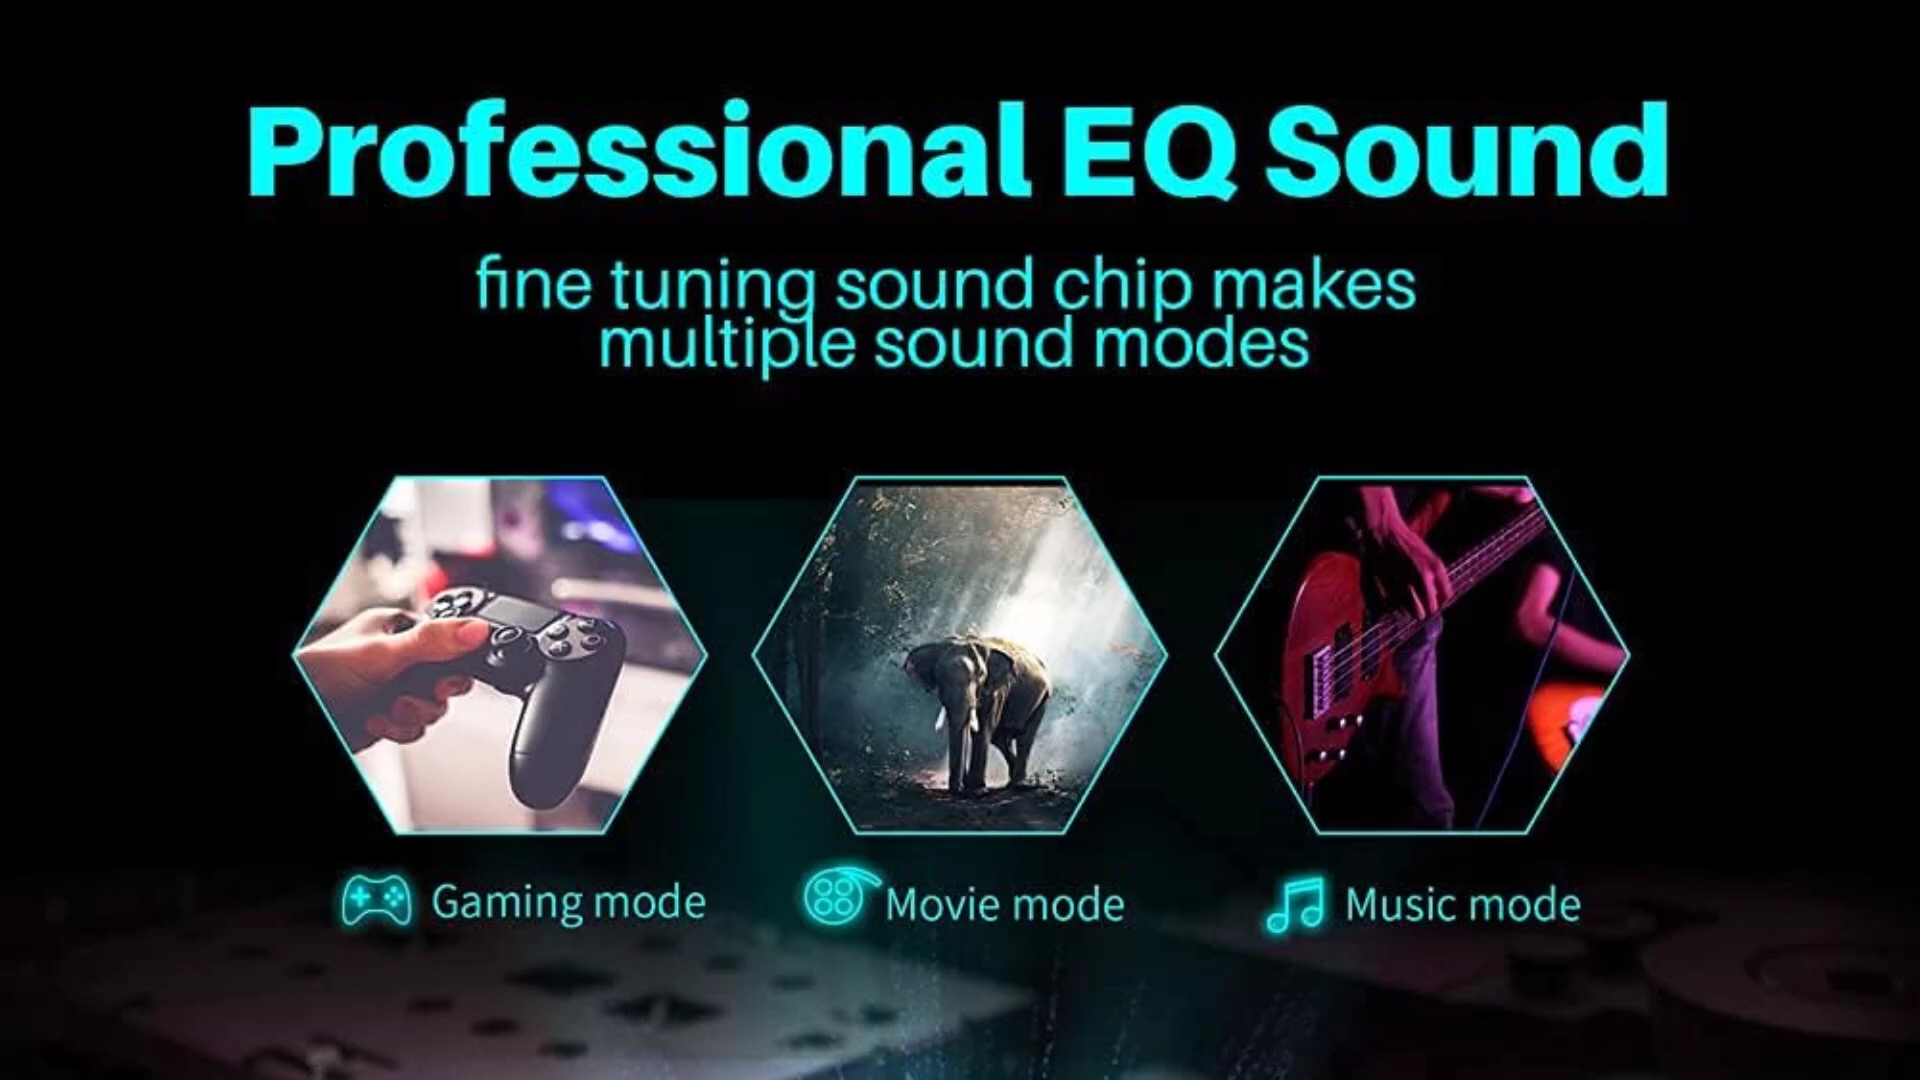 Professional EQ Sound
fine tuning sound chip makes
multiple sound modes
Gaming mode
Movie mode
Music mode